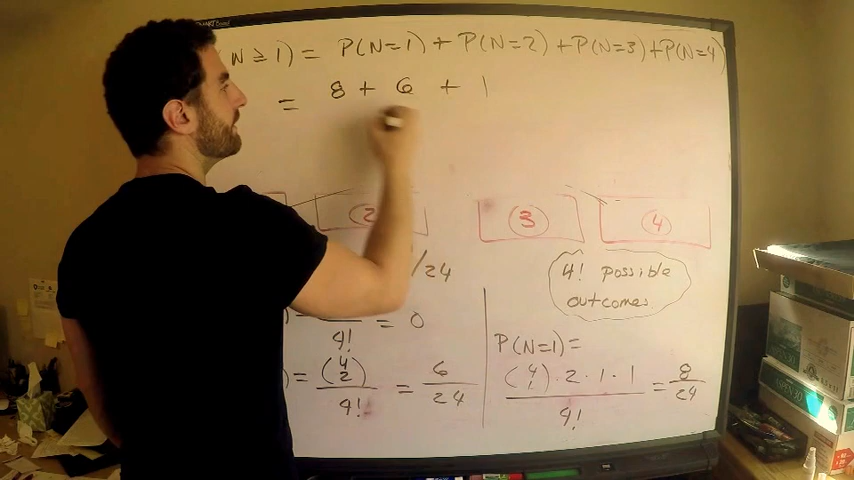 N ≥ 1) = P(N=1) + P(N=2) + P(N=3) + P(N=4)
= 8 + 6 + 1
2 3 4
/24
4! possible
outcomes
4! = 0
P(N=1) =
) = (4 2) / 4! = 6/24
(4 1) · 2 · 1 · 1 / 4! = 8/24